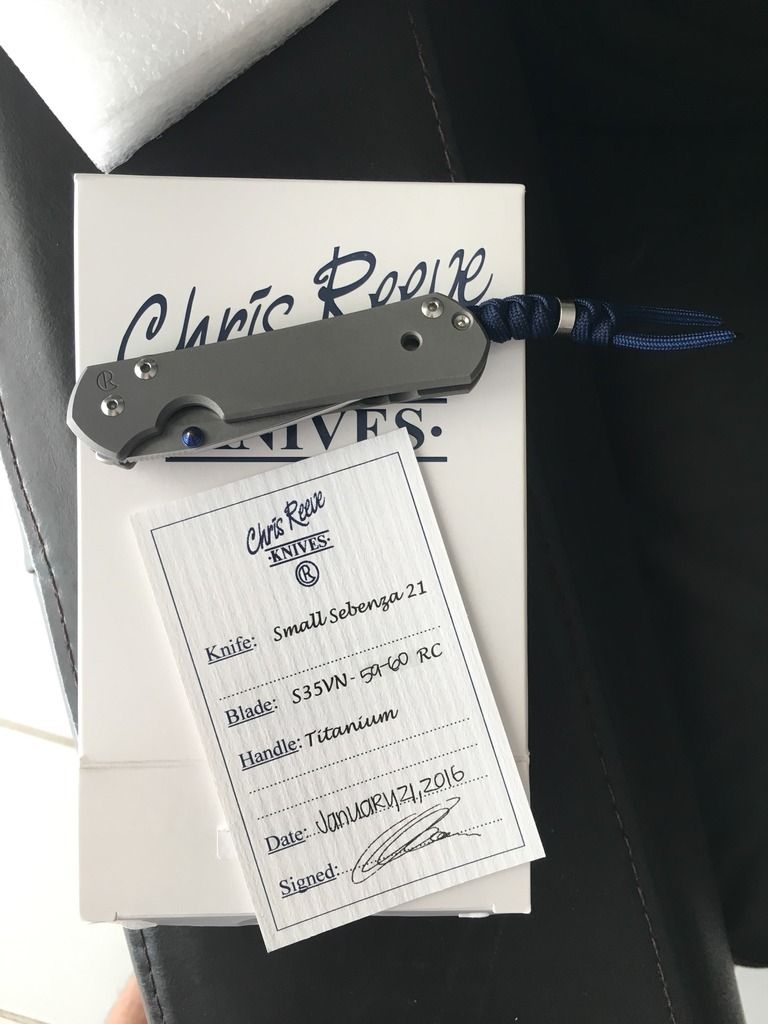 Chris Reeve
KNIVES·
Chris Reeve
·KNIVES·
R
Knife: Small Sebenza 21
Blade: S35VN - 59-60 RC
Handle: Titanium
Date: January 21, 2016
Signed: